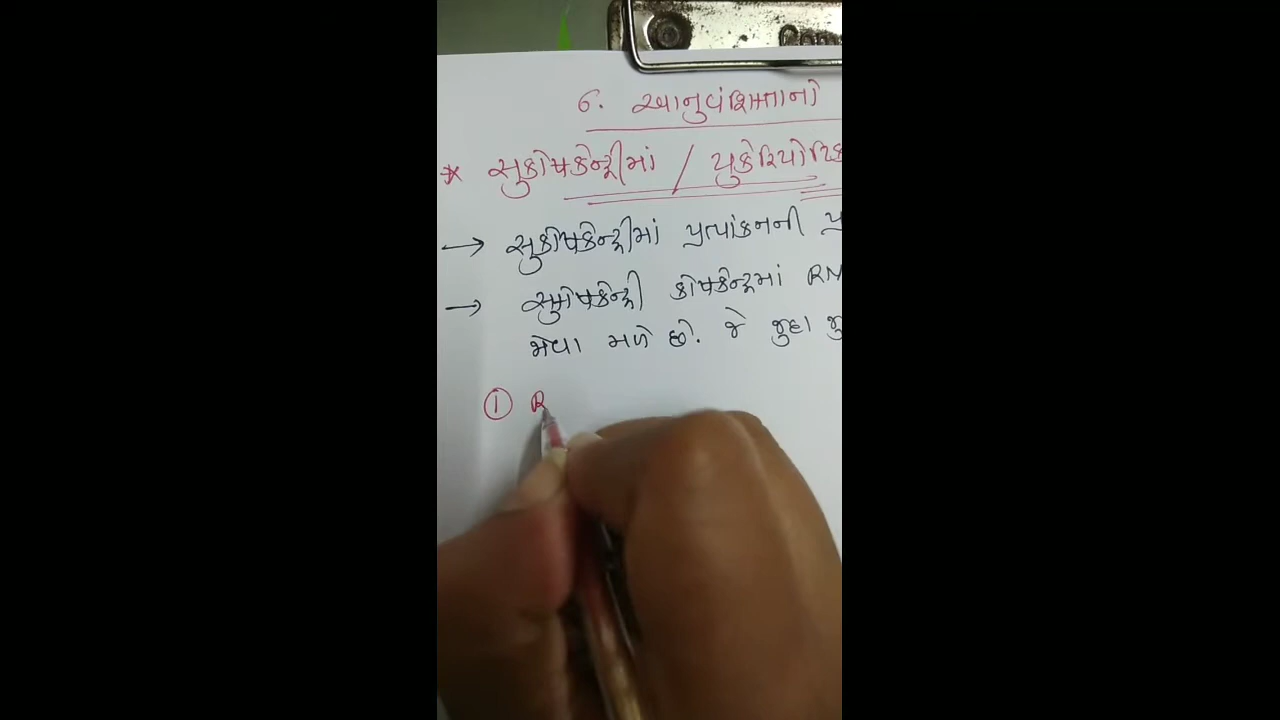 6. આનુવંશિકતાનો
* સુકોષકેન્દ્રીમાં / યુકેરિયોટિક
→ સુકોષકેન્દ્રીમાં પ્રત્યાંકનની પ્ર
→ સુકોષકેન્દ્રી કોષકેન્દ્રમાં RN
જોવા મળે છે. જે જુદા જુ
① R